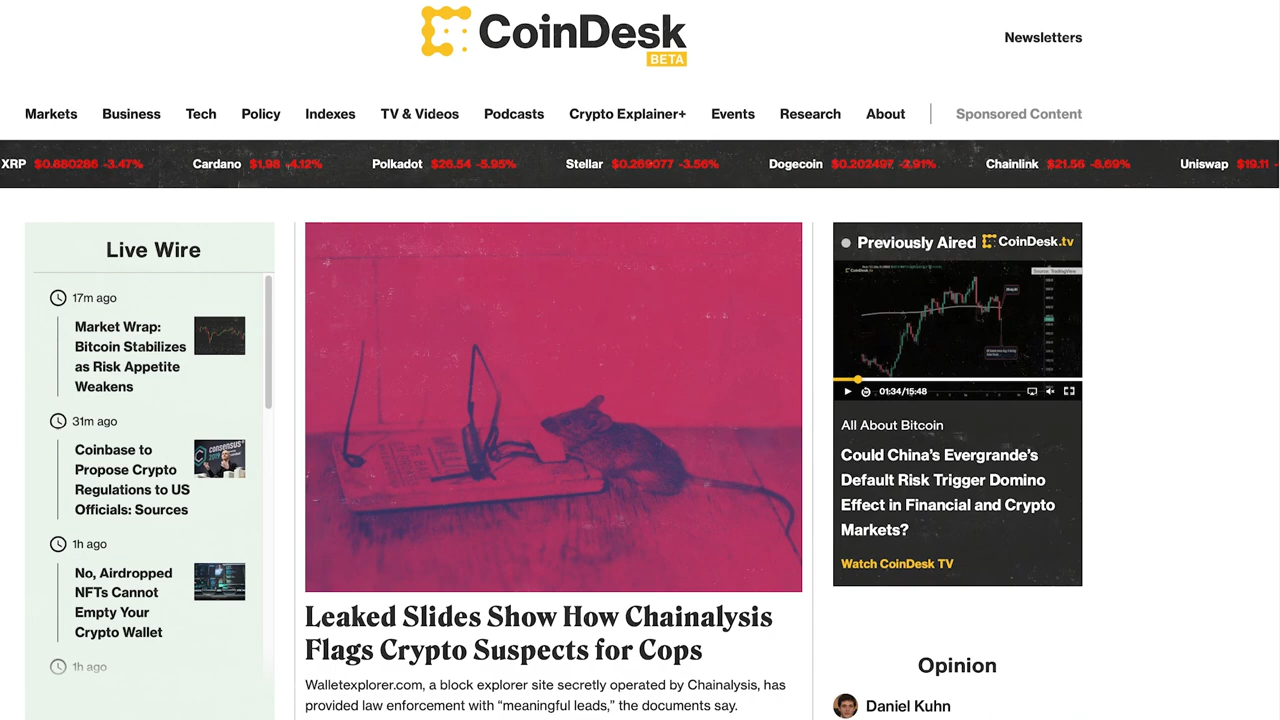 CoinDesk
BETA
Newsletters
Markets Business Tech Policy Indexes TV & Videos Podcasts Crypto Explainer+ Events Research About Sponsored Content
XRP $0.880286 -3.47% Cardano $1.98 -4.12% Polkadot $26.54 -5.95% Stellar $0.269077 -3.56% Dogecoin $0.202497 -2.91% Chainlink $21.56 -8.69% Uniswap $19.11 -
Live Wire
17m ago
Market Wrap:
Bitcoin Stabilizes
as Risk Appetite
Weakens
31m ago
Coinbase to
Propose Crypto
Regulations to US
Officials: Sources
consensus
2019
1h ago
No, Airdropped
NFTs Cannot
Empty Your
Crypto Wallet
1h ago
Leaked Slides Show How Chainalysis
Flags Crypto Suspects for Cops
Walletexplorer.com, a block explorer site secretly operated by Chainalysis, has
provided law enforcement with “meaningful leads,” the documents say.
Previously Aired CoinDesk.tv
01:34/15:48
All About Bitcoin
Could China’s Evergrande’s
Default Risk Trigger Domino
Effect in Financial and Crypto
Markets?
Watch CoinDesk TV
Opinion
Daniel Kuhn